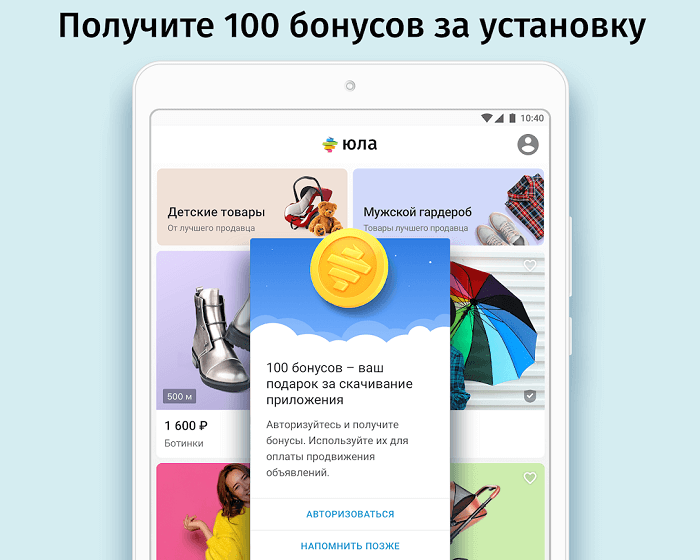 Получите 100 бонусов за установку
10:40
юла
Детские товары
От лучшего продавца
Мужской гардероб
Товары лучшего продавца
500 м
1 600 ₽
Ботинки
100 бонусов – ваш
подарок за скачивание
приложения
Авторизуйтесь и получите
бонусы. Используйте их для
оплаты продвижения
объявлений.
АВТОРИЗОВАТЬСЯ
НАПОМНИТЬ ПОЗЖЕ